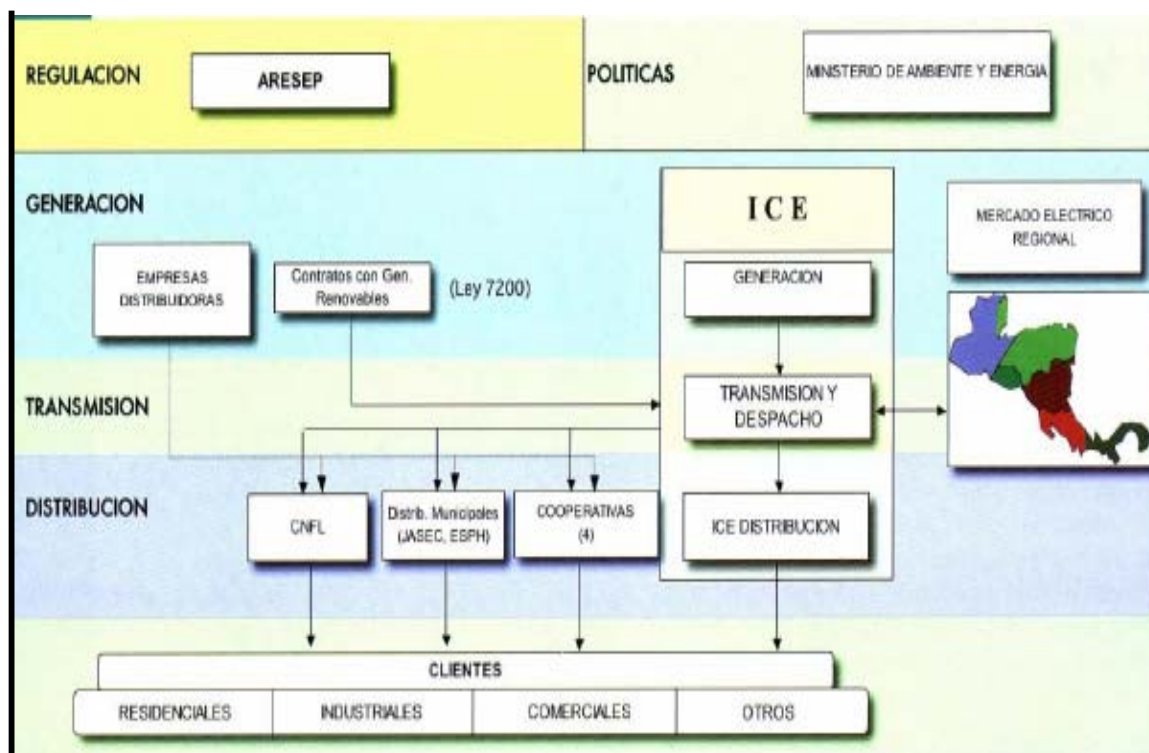 REGULACION
ARESEP
POLITICAS
MINISTERIO DE AMBIENTE Y ENERGIA
GENERACION
I C E
MERCADO ELECTRICO
REGIONAL
EMPRESAS
DISTRIBUIDORAS
Contratos con Gen.
Renovables
(Ley 7200)
GENERACION
TRANSMISION
TRANSMISION Y
DESPACHO
DISTRIBUCION
CNFL
Distrib. Municipales
(JASEC, ESPH)
COOPERATIVAS
(4)
ICE DISTRIBUCION
CLIENTES
RESIDENCIALES
INDUSTRIALES
COMERCIALES
OTROS